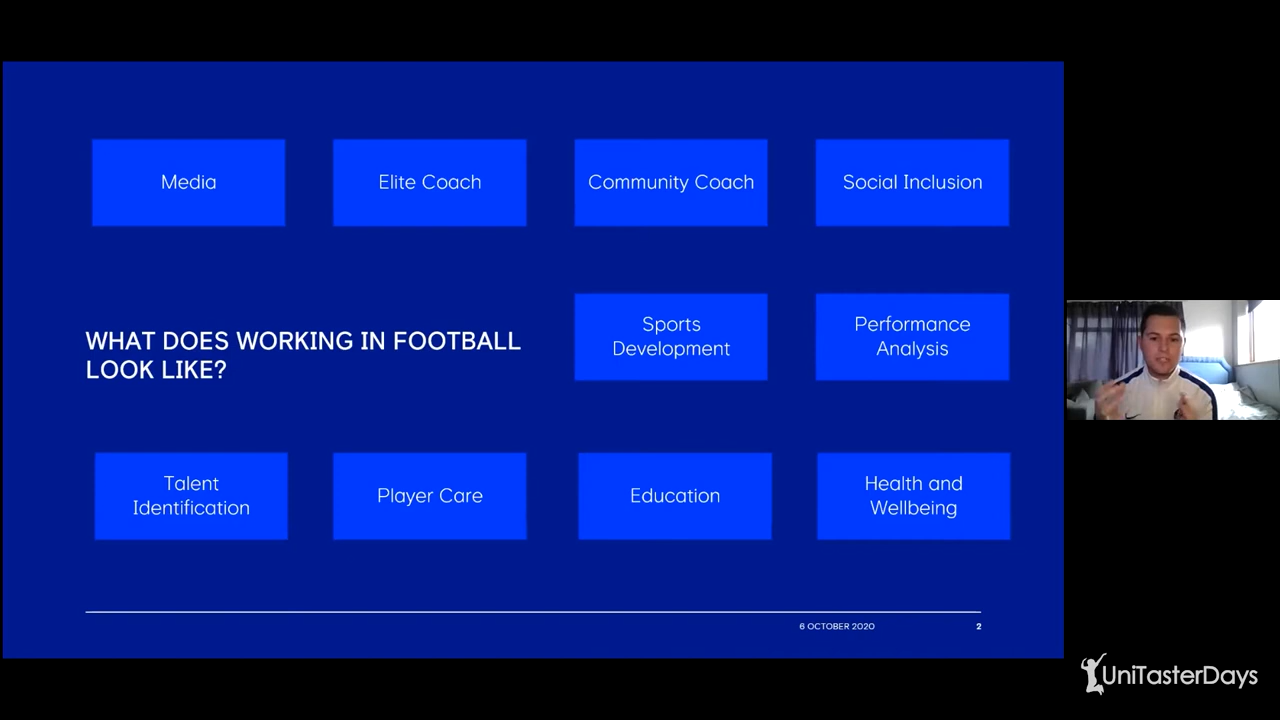 Media
Elite Coach
Community Coach
Social Inclusion
WHAT DOES WORKING IN FOOTBALL
LOOK LIKE?
Sports
Development
Performance
Analysis
Talent
Identification
Player Care
Education
Health and
Wellbeing
6 OCTOBER 2020
2
UniTasterDays